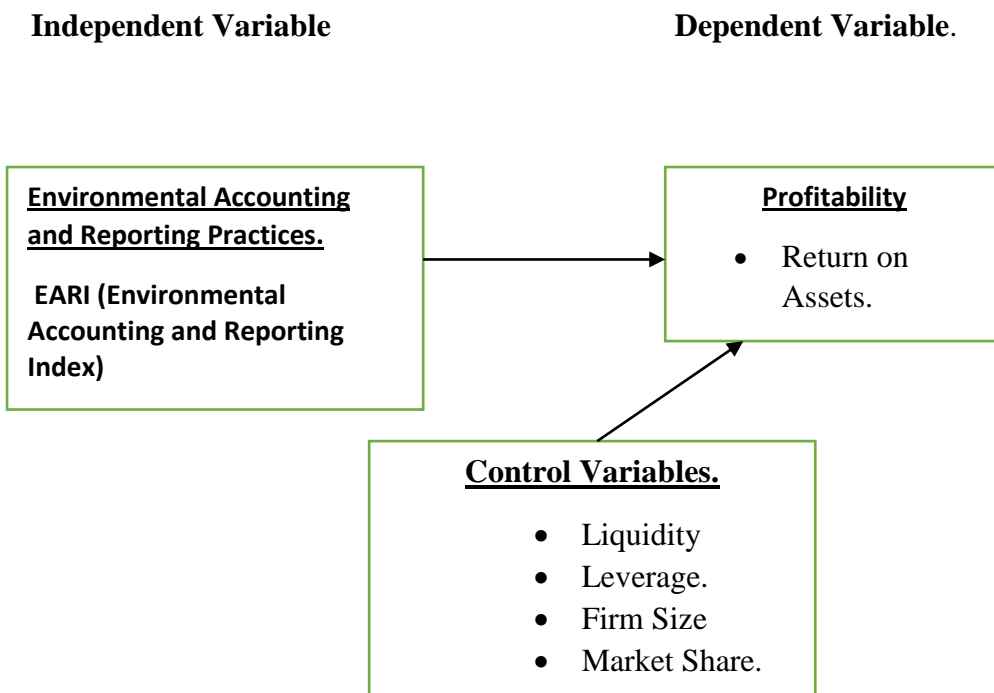 Independent Variable
Dependent Variable.
Environmental Accounting
and Reporting Practices.
EARI (Environmental
Accounting and Reporting
Index)
Profitability
• Return on
Assets.
Control Variables.
• Liquidity
• Leverage.
• Firm Size
• Market Share.